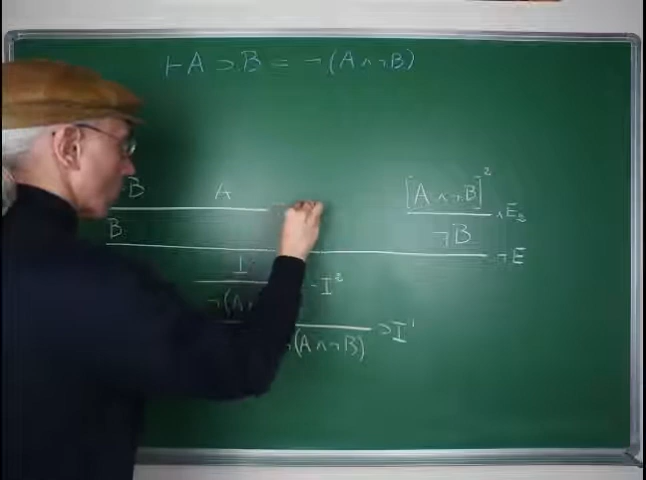 ⊢A ⊃ B = ¬(A ∧ ¬B)
[A ∧ ¬B]²
B A
∧E₂
B ¬B
¬E
⊥
¬I²
¬(A
¬(A ∧ ¬B) ⊃I¹